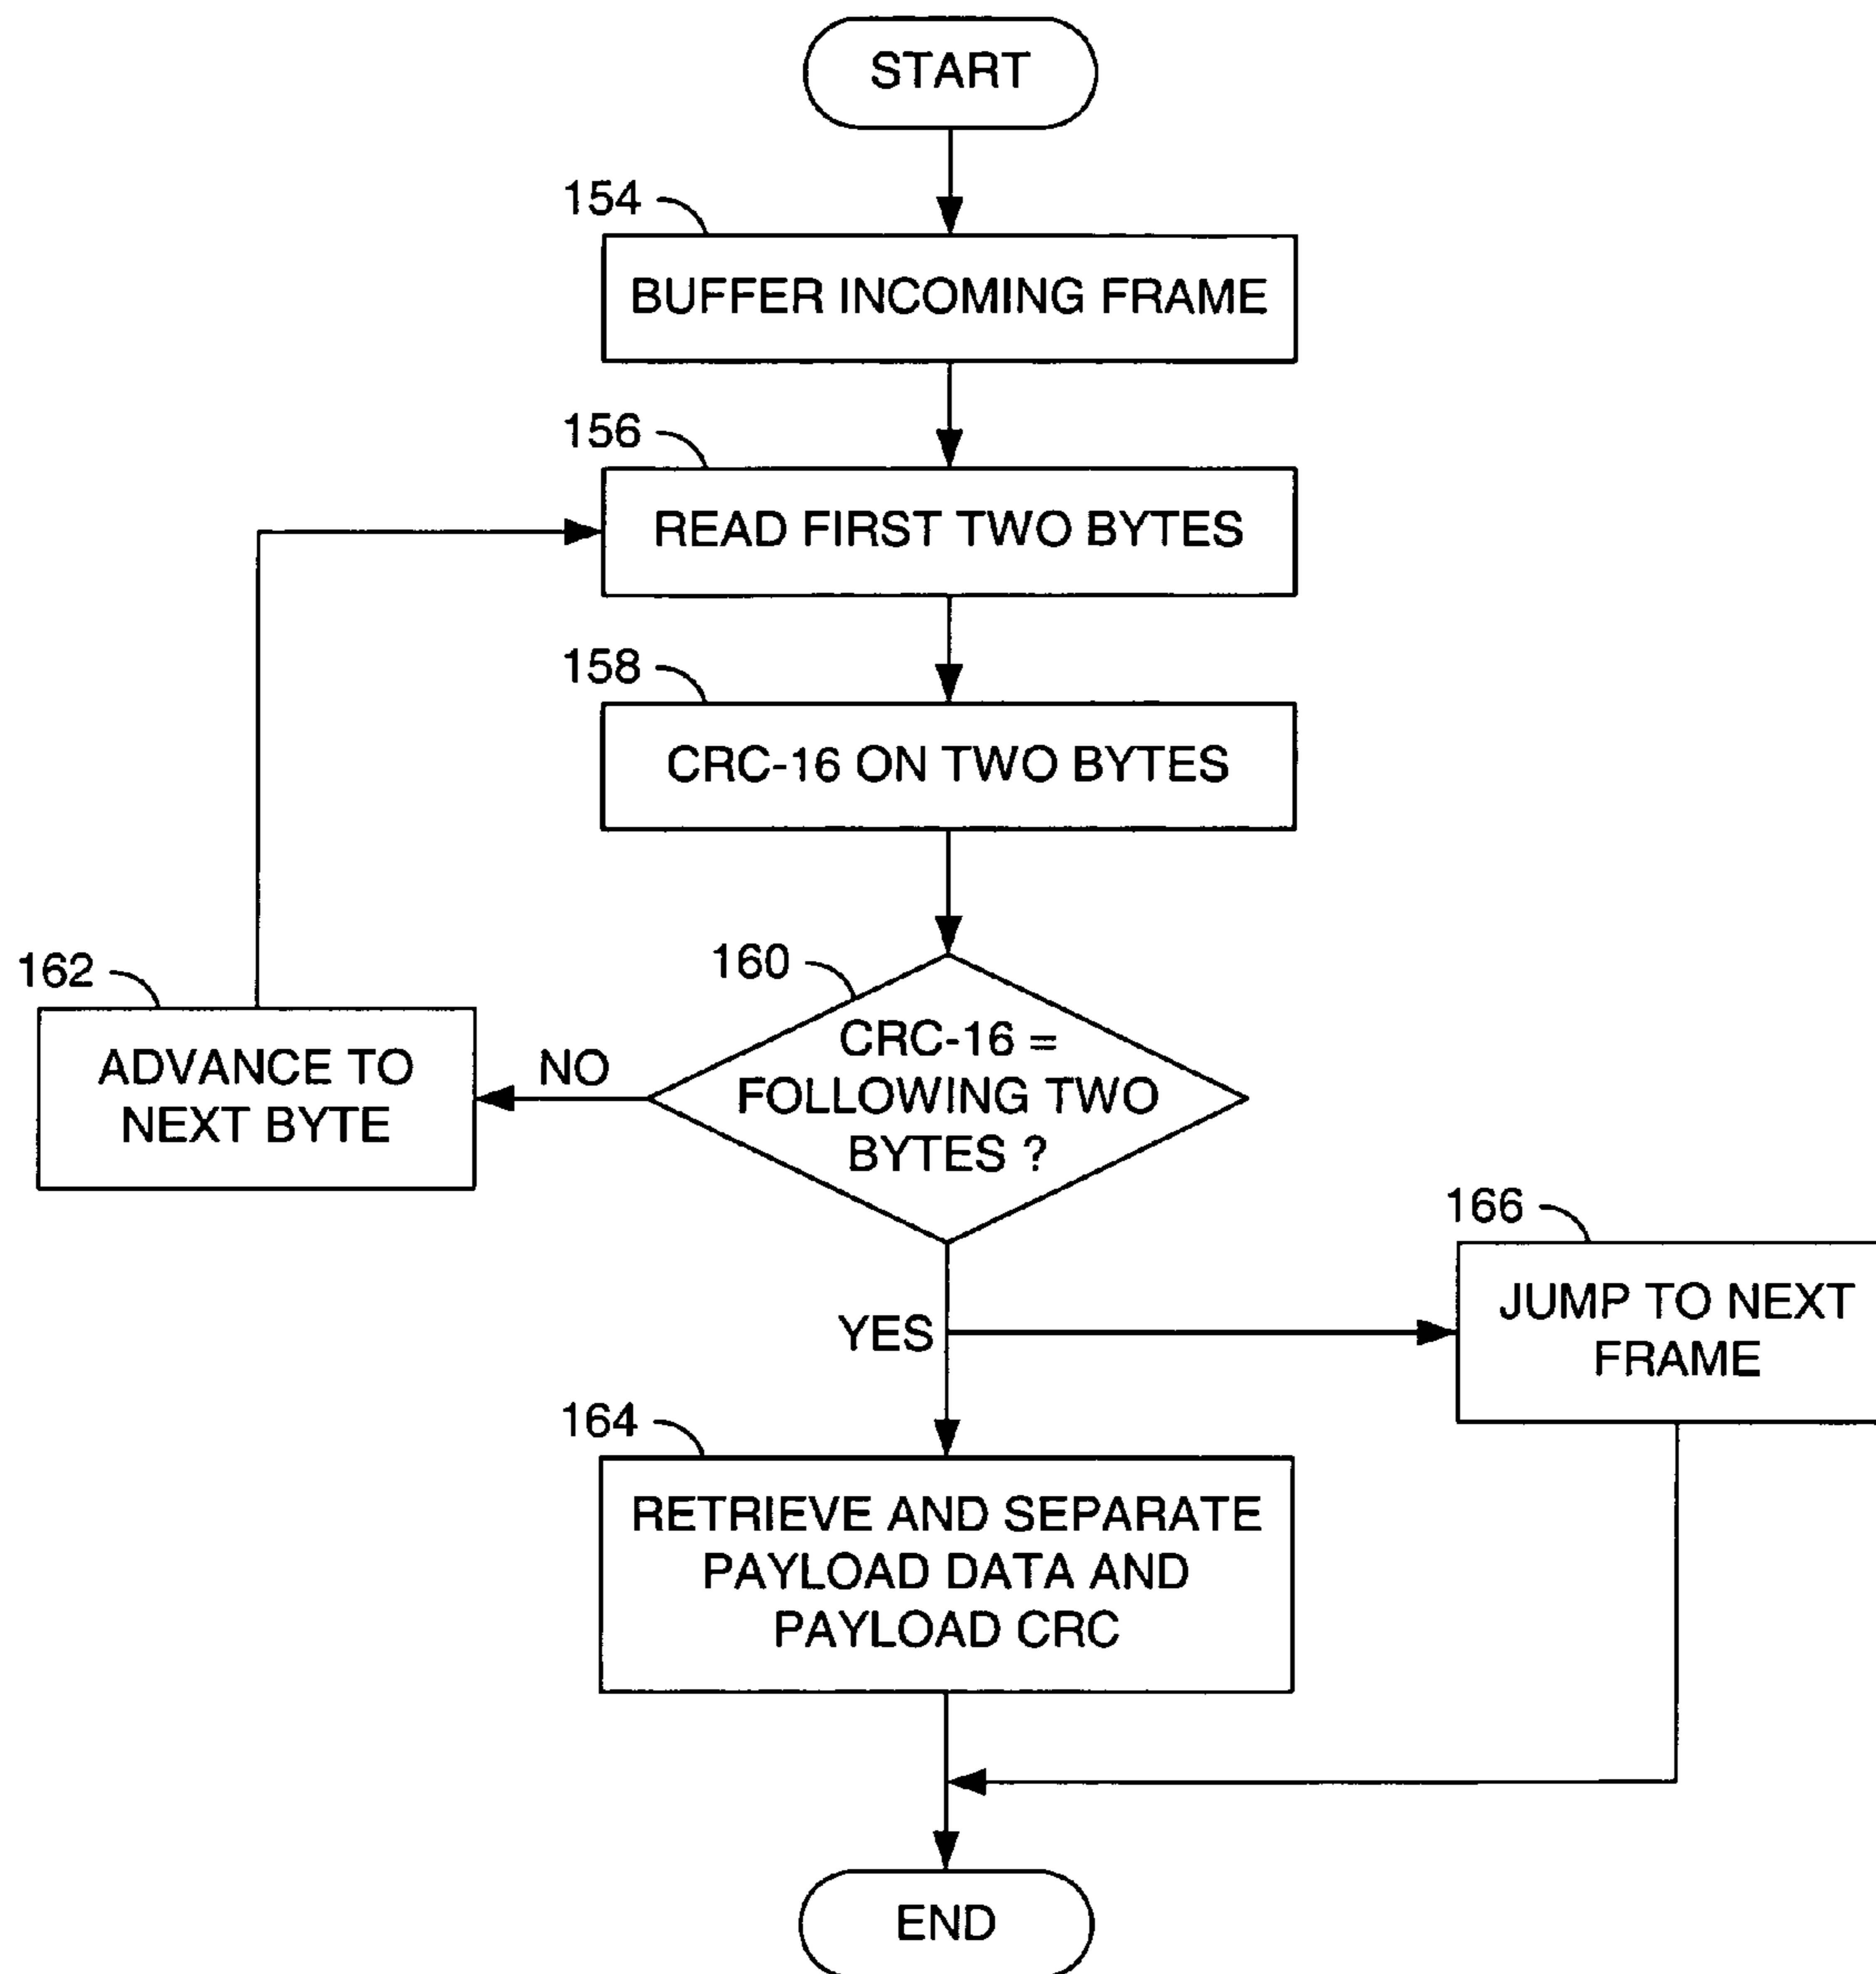 START
154
BUFFER INCOMING FRAME
156
READ FIRST TWO BYTES
158
CRC-16 ON TWO BYTES
160
CRC-16 =
FOLLOWING TWO
BYTES ?
NO
162
ADVANCE TO
NEXT BYTE
YES
166
JUMP TO NEXT
FRAME
164
RETRIEVE AND SEPARATE
PAYLOAD DATA AND
PAYLOAD CRC
END